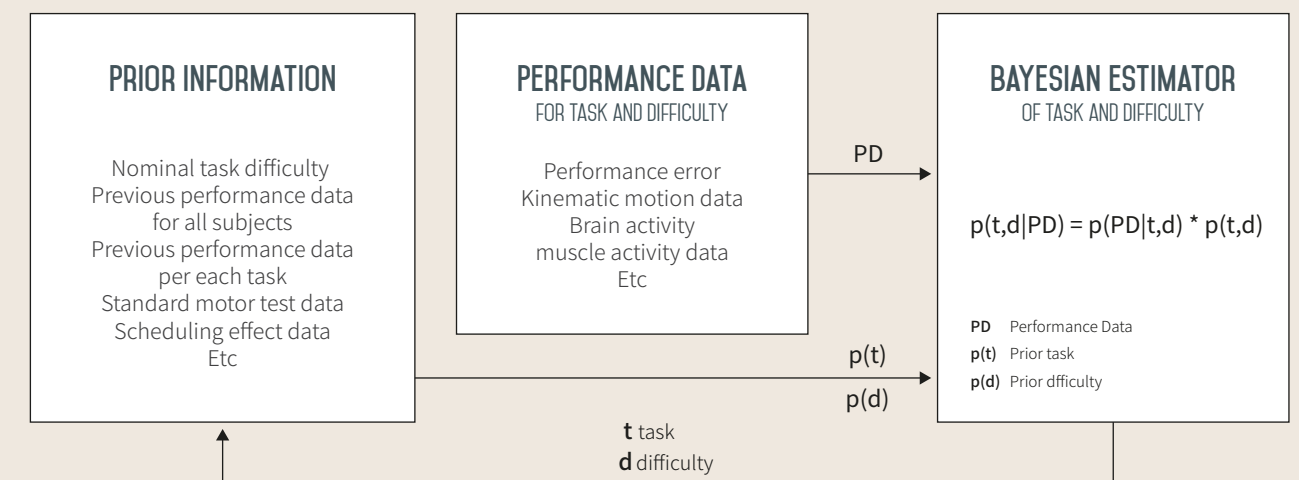 PRIOR INFORMATION
Nominal task difficulty
Previous performance data
for all subjects
Previous performance data
per each task
Standard motor test data
Scheduling effect data
Etc
PERFORMANCE DATA
FOR TASK AND DIFFICULTY
Performance error
Kinematic motion data
Brain activity
muscle activity data
Etc
PD
p(t)
p(d)
t task
d difficulty
BAYESIAN ESTIMATOR
OF TASK AND DIFFICULTY
p(t,d|PD) = p(PD|t,d) * p(t,d)
PD Performance Data
p(t) Prior task
p(d) Prior dfficulty